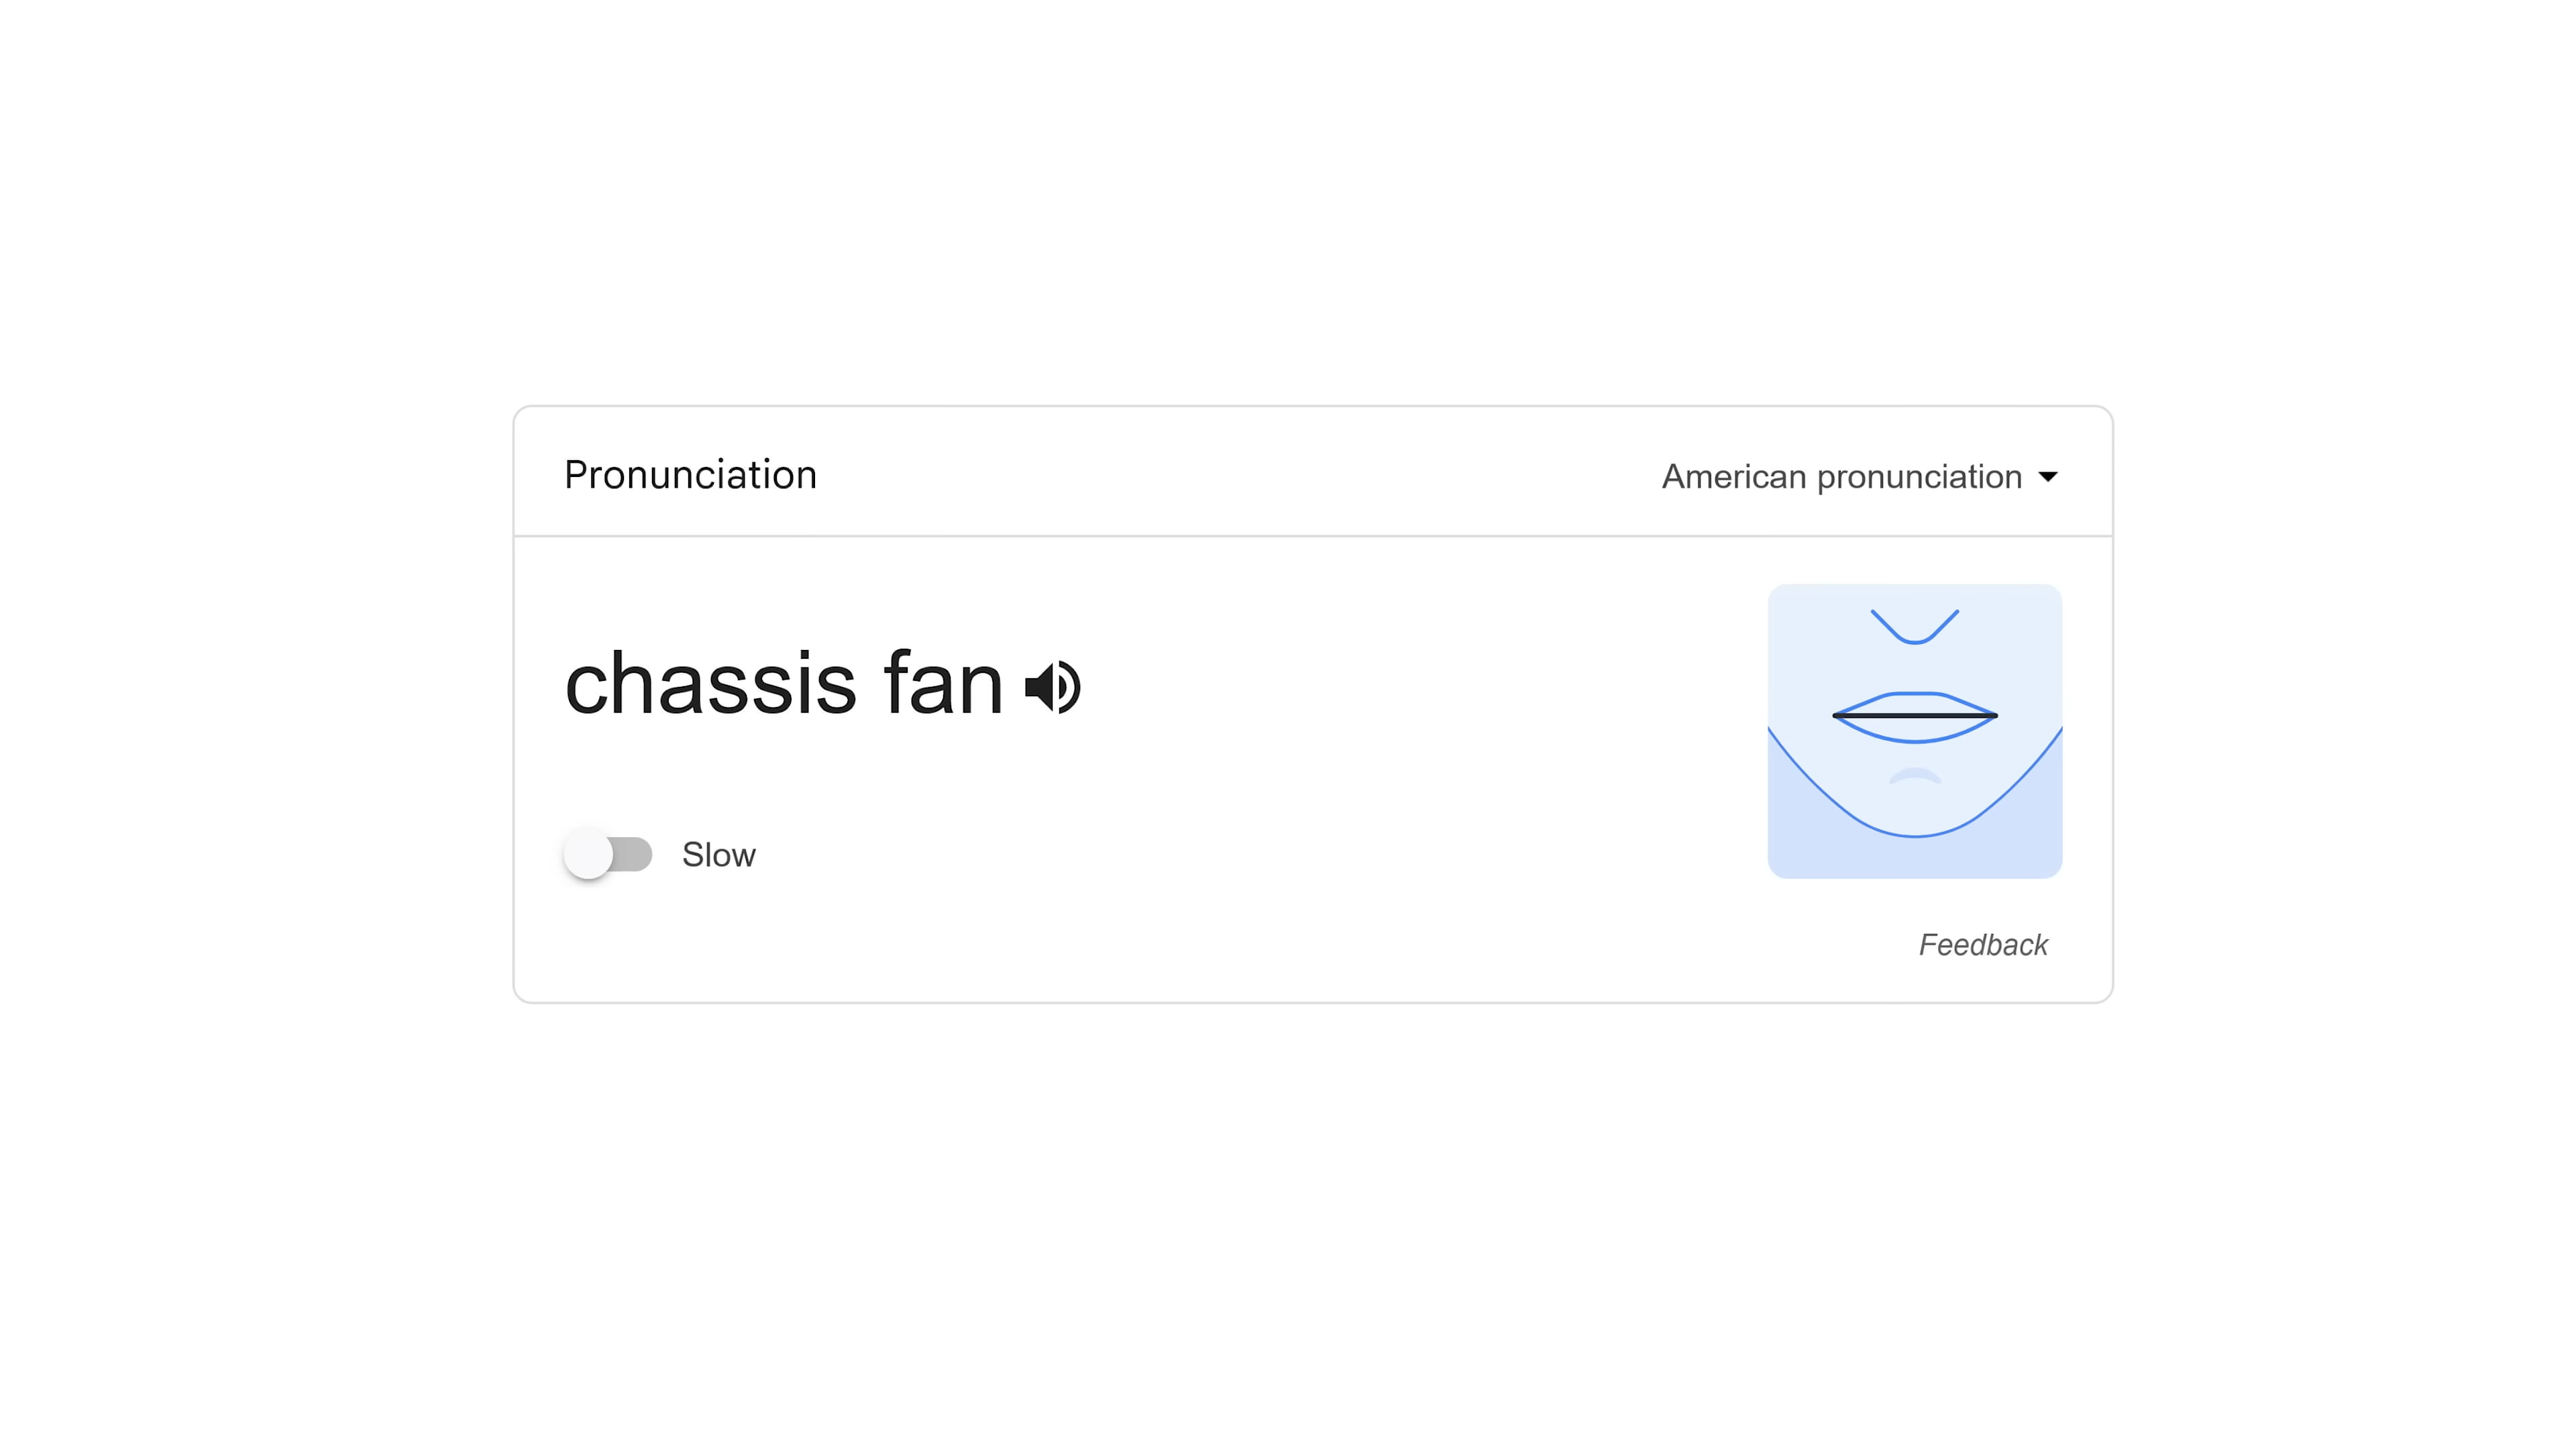 Pronunciation
American pronunciation
chassis fan
Slow
Feedback